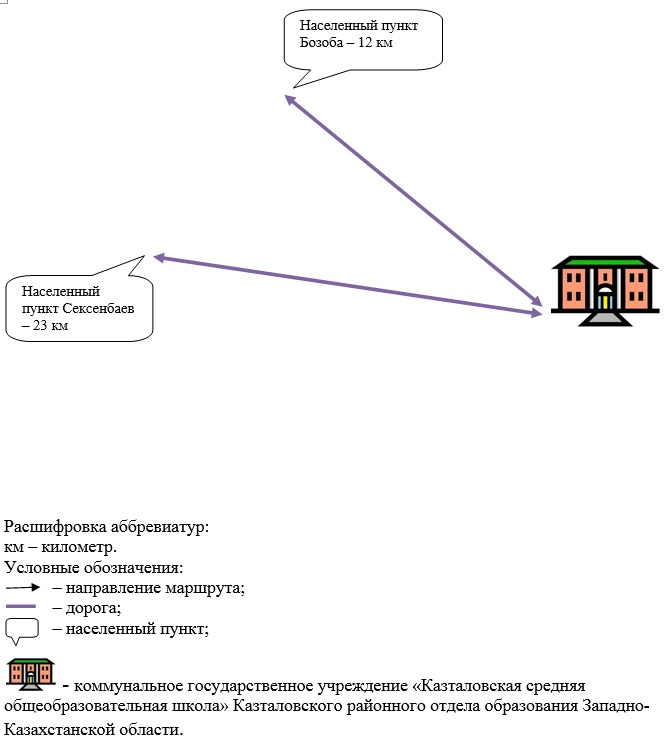 Населенный пункт
Бозоба – 12 км
Населенный
пункт Сексенбаев
– 23 км
Расшифровка аббревиатур:
км – километр.
Условные обозначения:
– направление маршрута;
– дорога;
– населенный пункт;
- коммунальное государственное учреждение «Казталовская средняя
общеобразовательная школа» Казталовского районного отдела образования Западно-
Казахстанской области.